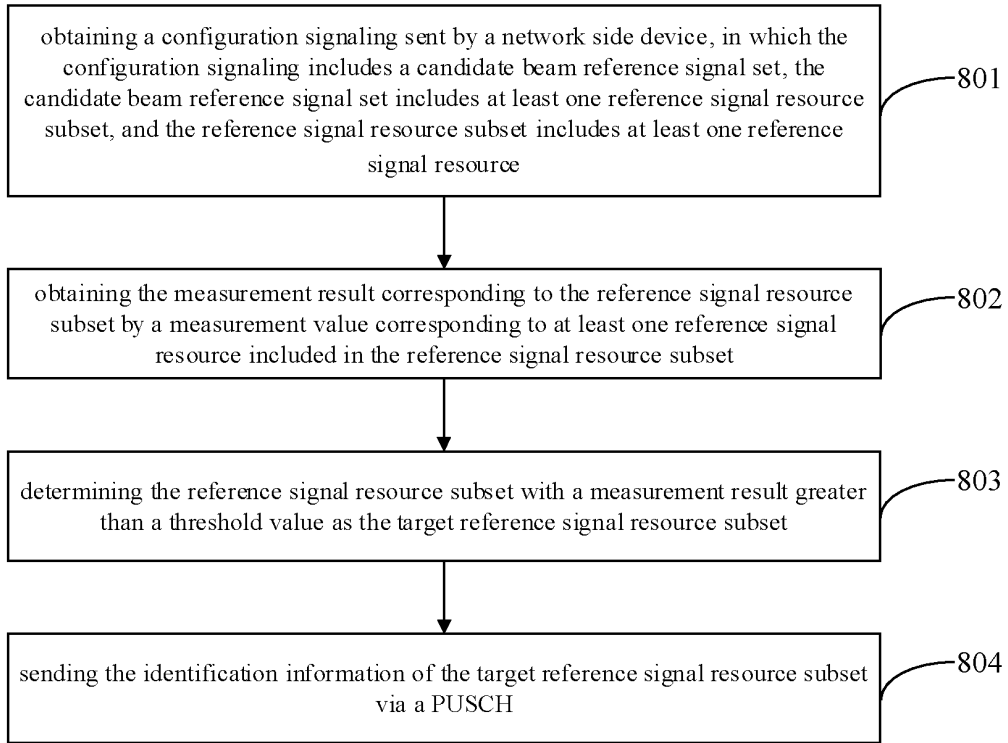 obtaining a configuration signaling sent by a network side device, in which the
configuration signaling includes a candidate beam reference signal set, the
candidate beam reference signal set includes at least one reference signal resource
subset, and the reference signal resource subset includes at least one reference
signal resource
801
obtaining the measurement result corresponding to the reference signal resource
subset by a measurement value corresponding to at least one reference signal
resource included in the reference signal resource subset
802
determining the reference signal resource subset with a measurement result greater
than a threshold value as the target reference signal resource subset
803
sending the identification information of the target reference signal resource subset
via a PUSCH
804